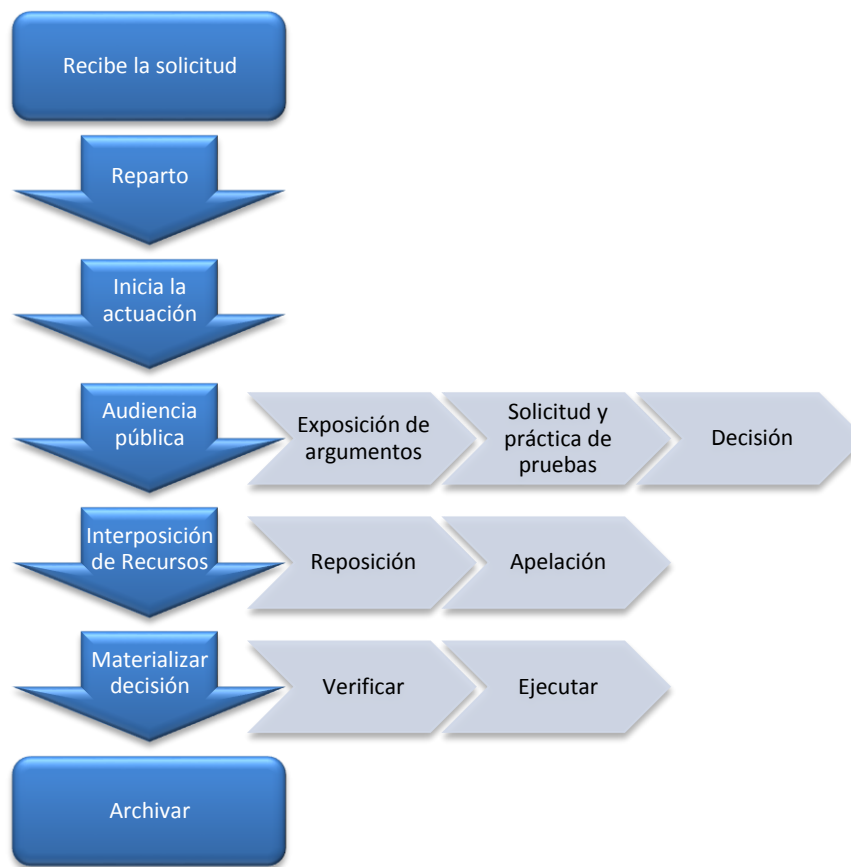 Recibe la solicitud
Reparto
Inicia la
actuación
Audiencia
pública
Exposición de
argumentos
Solicitud y
práctica de
pruebas
Decisión
Interposición
de Recursos
Reposición
Apelación
Materializar
decisión
Verificar
Ejecutar
Archivar